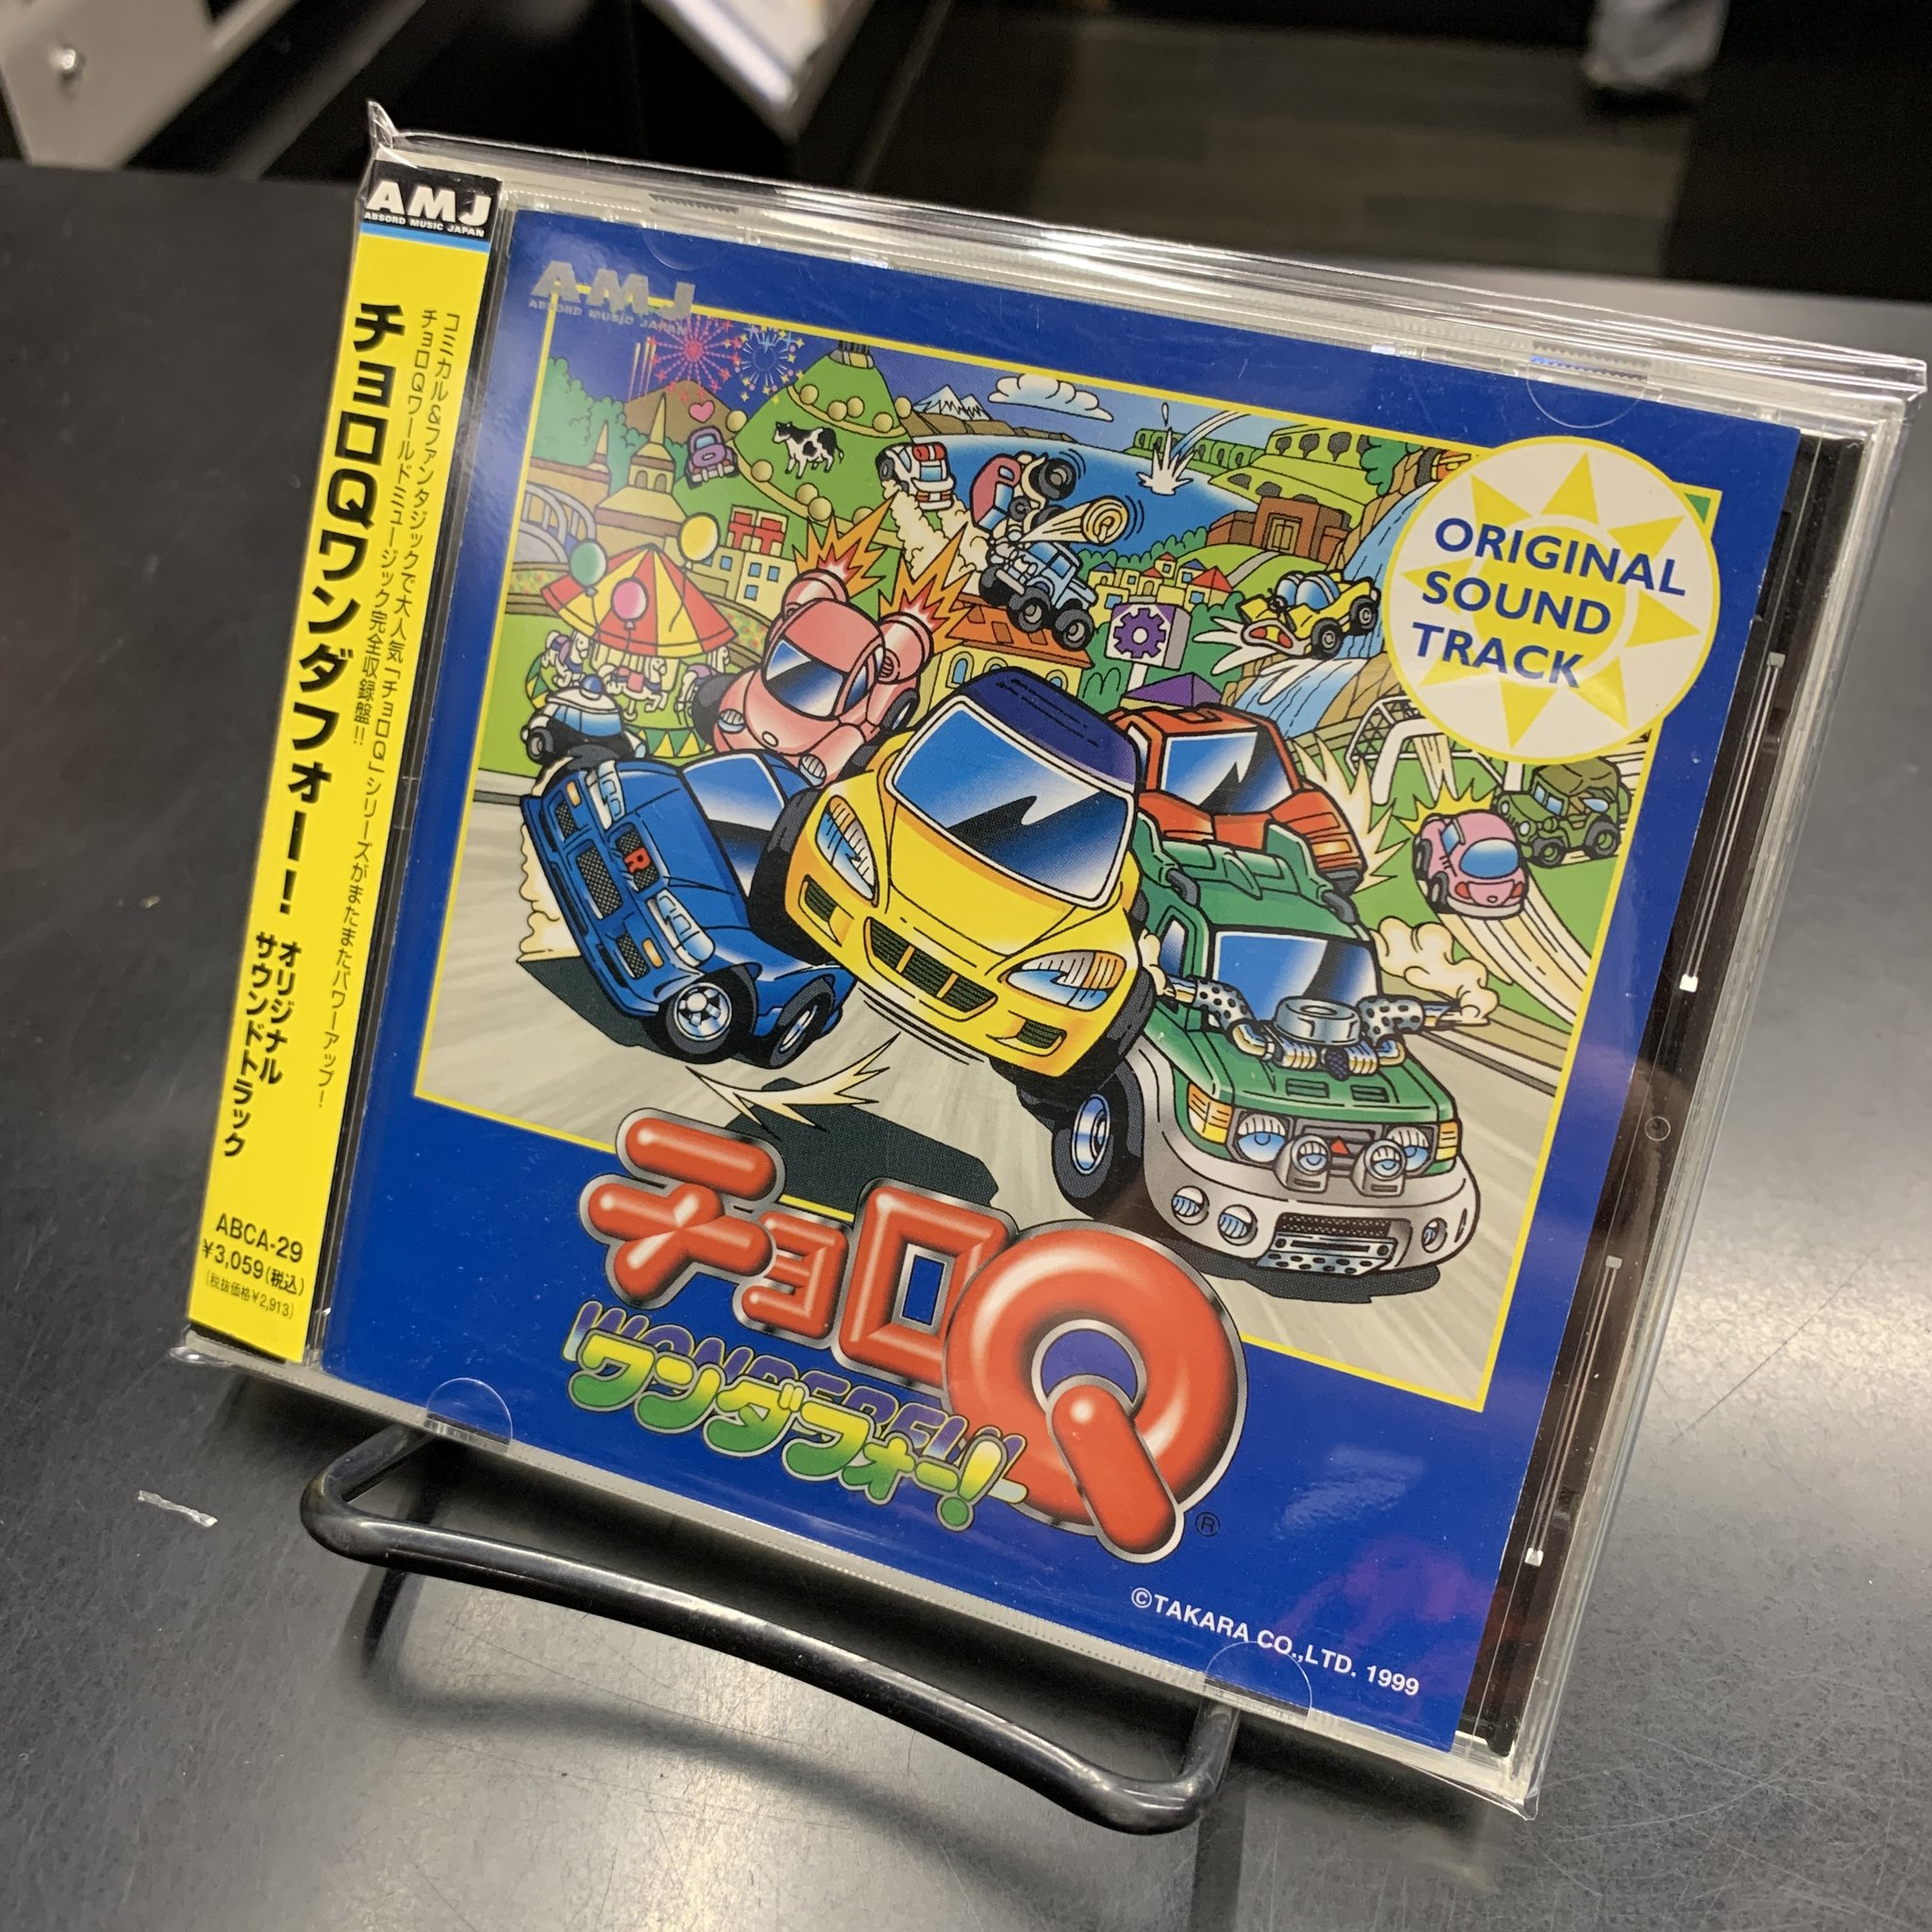 AMJ
ABSORD MUSIC JAPAN
コミカル&ファンタジックで大人気「チョロQ」シリーズがまたまたパワーアップ!
チョロQワールドミュージック完全収録盤!!
チョロQワンダフォー!
オリジナル
サウンドトラック
ABCA-29
¥3,059(税込)
(税抜価格¥2,913)
AMJ
ABSORD MUSIC JAPAN
ORIGINAL
SOUND
TRACK
R
チョロQ
WONDERFUL
ワンダフォー!
®
©TAKARA CO.,LTD. 1999